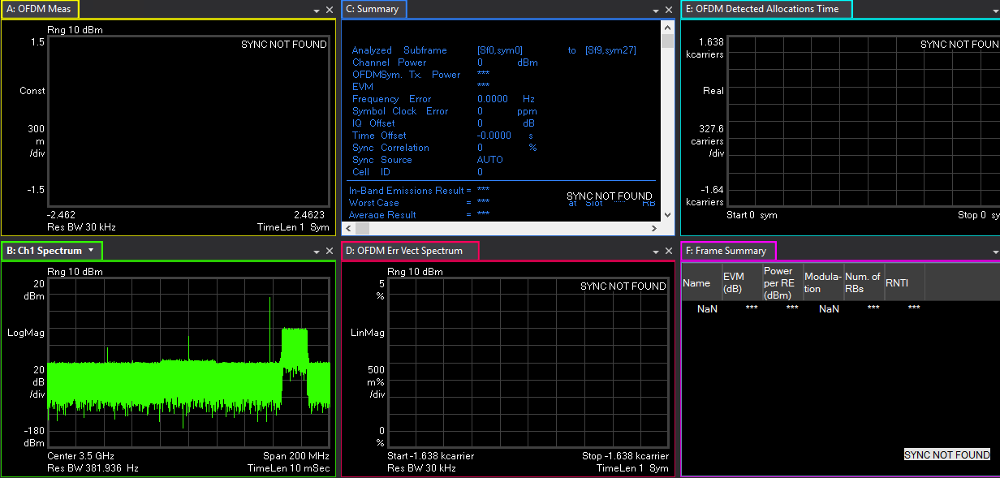 A: OFDM Meas
Rng 10 dBm
SYNC NOT FOUND
1.5
Const
300
m
/div
-1.5
-2.462
2.4623
Res BW 30 kHz
TimeLen 1 Sym
C: Summary
Analyzed Subframe [Sf0,sym0] to [Sf9,sym27]
Channel Power 0 dBm
OFDMSym. Tx. Power ***
EVM ***
Frequency Error 0.0000 Hz
Symbol Clock Error 0 ppm
IQ Offset 0 dB
Time Offset -0.0000 s
Sync Correlation 0 %
Sync Source AUTO
Cell ID 0
In-Band Emissions Result = ***
SYNC NOT FOUND
Worst Case = *** at Slot RB
Average Result = ***
E: OFDM Detected Allocations Time
SYNC NOT FOUN
1.638
kcarriers
Real
327.6
carriers
/div
-1.64
kcarriers
Start 0 sym
Stop 0 sy
B: Ch1 Spectrum
Rng 10 dBm
20
dBm
LogMag
20
dB
/div
-180
dBm
Center 3.5 GHz
Span 200 MHz
Res BW 381.936 Hz
TimeLen 10 mSec
D: OFDM Err Vect Spectrum
Rng 10 dBm
SYNC NOT FOUND
5
%
LinMag
500
m%
/div
0
%
Start -1.638 kcarrier
Stop -1.638 kcarrier
Res BW 30 kHz
TimeLen 1 Sym
F: Frame Summary
Name EVM (dB) Power per RE (dBm) Modula-tion Num. of RBs RNTI
NaN *** *** NaN *** ***
SYNC NOT FOUND